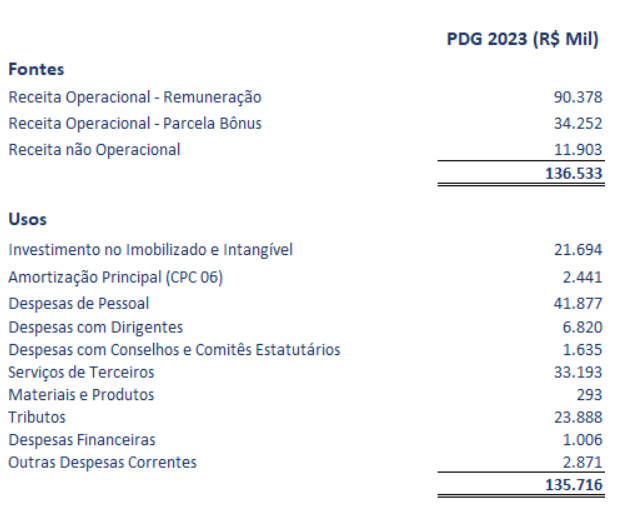 PDG 2023 (R$ Mil)
Fontes
Receita Operacional - Remuneração 90.378
Receita Operacional - Parcela Bônus 34.252
Receita não Operacional 11.903
136.533
Usos
Investimento no Imobilizado e Intangível 21.694
Amortização Principal (CPC 06) 2.441
Despesas de Pessoal 41.877
Despesas com Dirigentes 6.820
Despesas com Conselhos e Comitês Estatutários 1.635
Serviços de Terceiros 33.193
Materiais e Produtos 293
Tributos 23.888
Despesas Financeiras 1.006
Outras Despesas Correntes 2.871
135.716